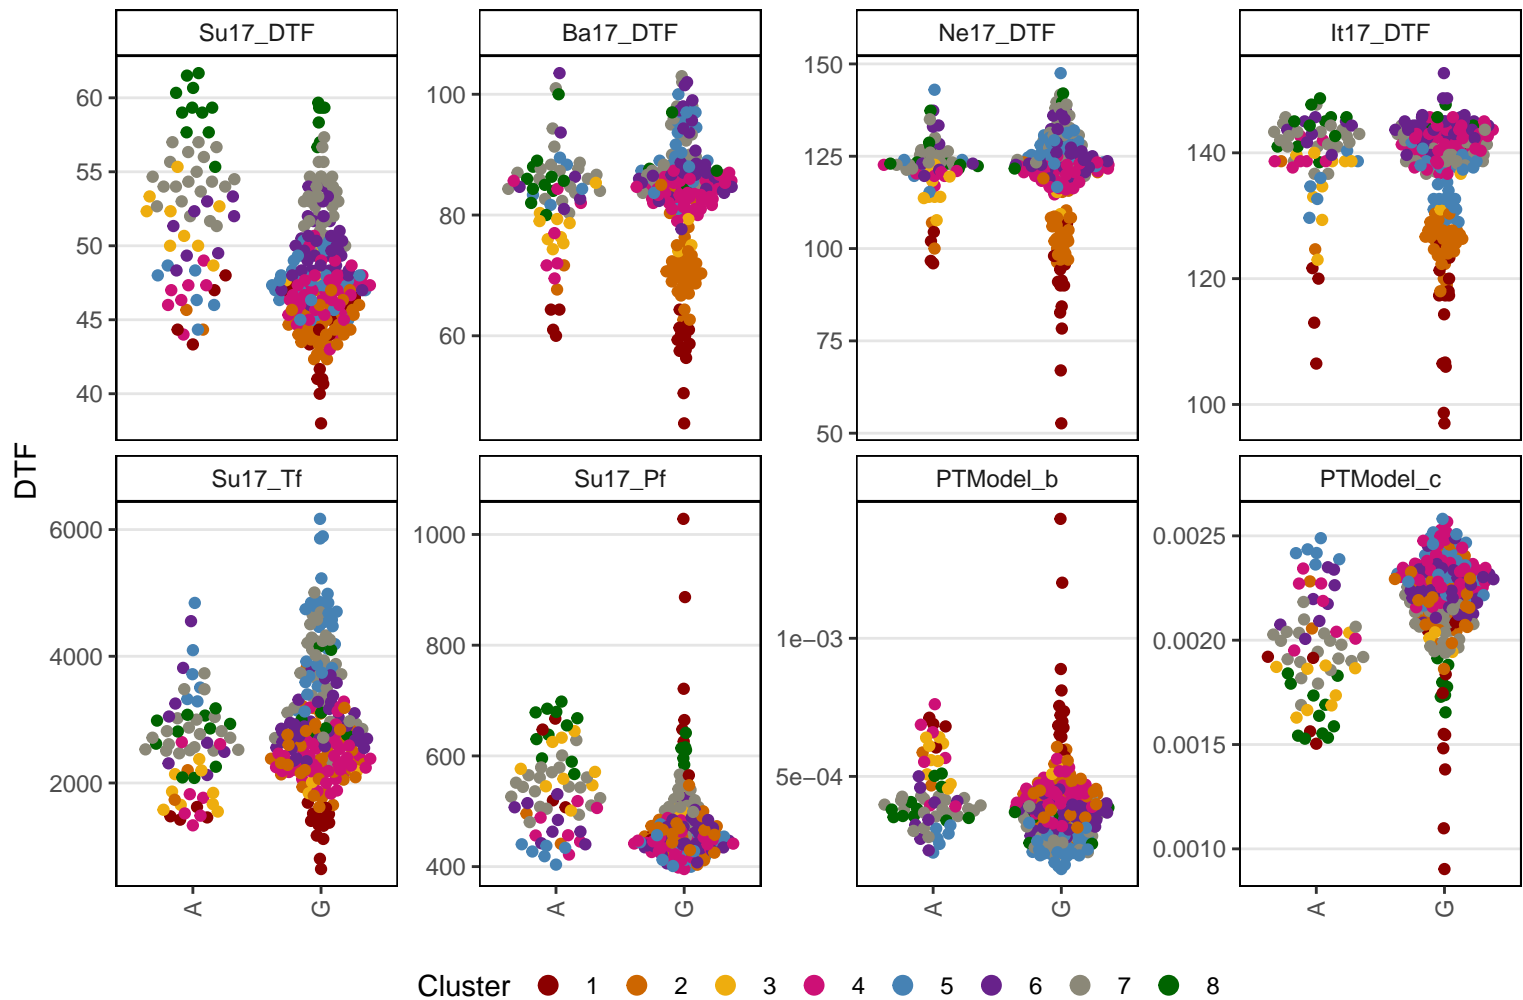 Su17_DTF Ba17_DTF Ne17_DTF It17_DTF
60 55 50 45 40
100 80 60
150 125 100 75 50
140 120 100
DTF
Su17_Tf Su17_Pf PTModel_b PTModel_c
6000 4000 2000
1000 800 600 400
1e−03 5e−04
0.0025 0.0020 0.0015 0.0010
A G A G A G A G
Cluster 1 2 3 4 5 6 7 8